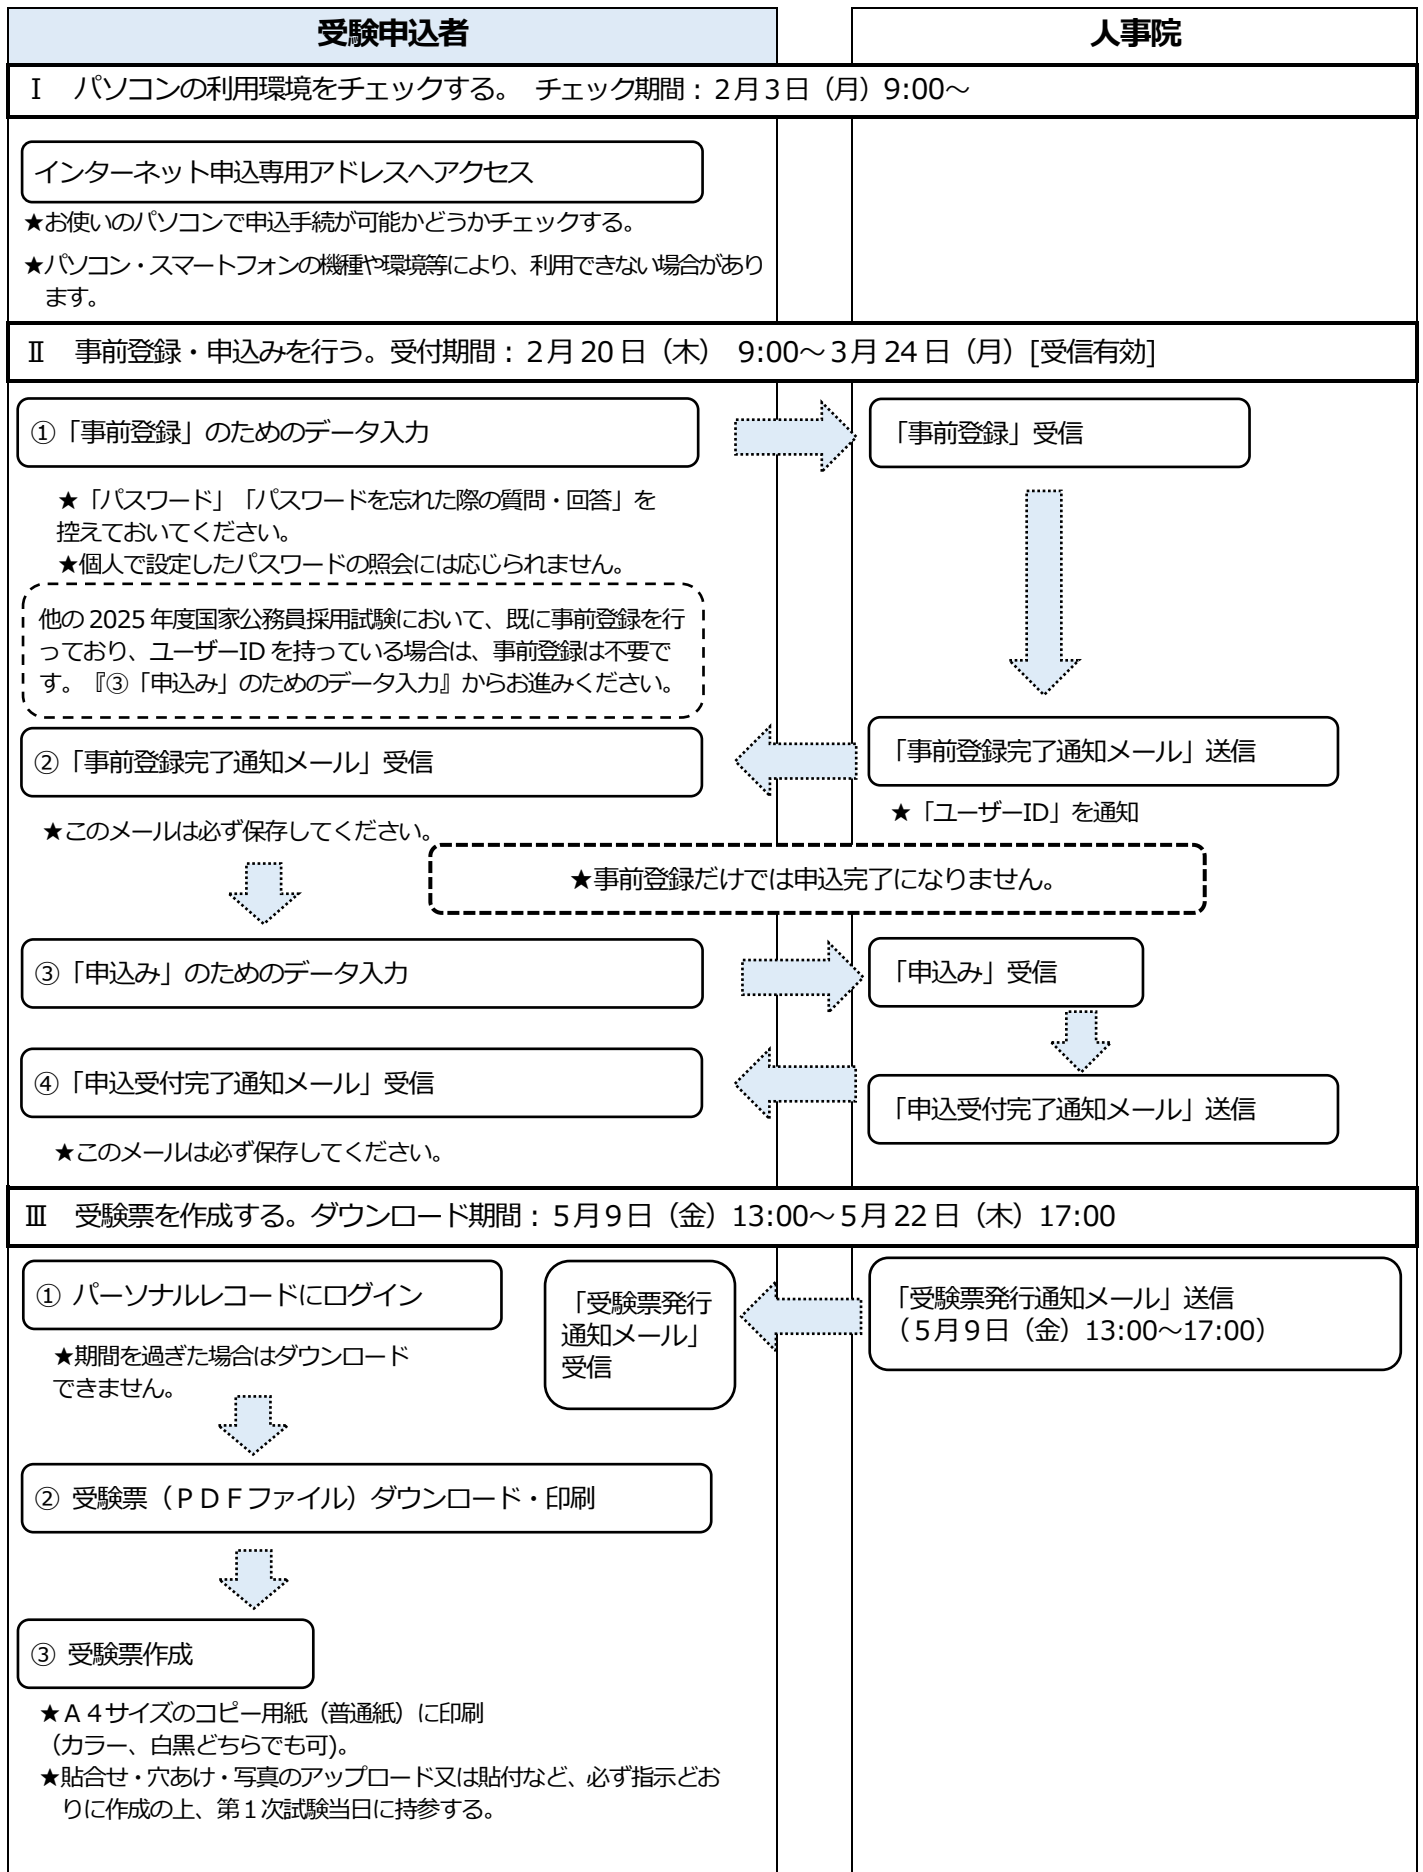 受験申込者
人事院
Ⅰ　パソコンの利用環境をチェックする。　チェック期間：２月３日（月）9:00～
インターネット申込専用アドレスへアクセス
★お使いのパソコンで申込手続が可能かどうかチェックする。
★パソコン・スマートフォンの機種や環境等により、利用できない場合があり
ます。
Ⅱ　事前登録・申込みを行う。受付期間：２月 20 日（木）　9:00～３月 24 日（月）[受信有効]
①「事前登録」のためのデータ入力
「事前登録」受信
★「パスワード」「パスワードを忘れた際の質問・回答」を
控えておいてください。
★個人で設定したパスワードの照会には応じられません。
他の 2025 年度国家公務員採用試験において、既に事前登録を行
っており、ユーザーID を持っている場合は、事前登録は不要で
す。『③「申込み」のためのデータ入力』からお進みください。
②「事前登録完了通知メール」受信
「事前登録完了通知メール」送信
★「ユーザーID」を通知
★このメールは必ず保存してください。
★事前登録だけでは申込完了になりません。
③「申込み」のためのデータ入力
「申込み」受信
④「申込受付完了通知メール」受信
「申込受付完了通知メール」送信
★このメールは必ず保存してください。
Ⅲ　受験票を作成する。ダウンロード期間：５月９日（金）13:00～５月 22 日（木）17:00
① パーソナルレコードにログイン
「受験票発行
通知メール」
受信
「受験票発行通知メール」送信
（５月９日（金）13:00～17:00）
★期間を過ぎた場合はダウンロード
できません。
② 受験票（ＰＤＦファイル）ダウンロード・印刷
③ 受験票作成
★Ａ４サイズのコピー用紙（普通紙）に印刷
（カラー、白黒どちらでも可)。
★貼合せ・穴あけ・写真のアップロード又は貼付など、必ず指示どお
りに作成の上、第１次試験当日に持参する。